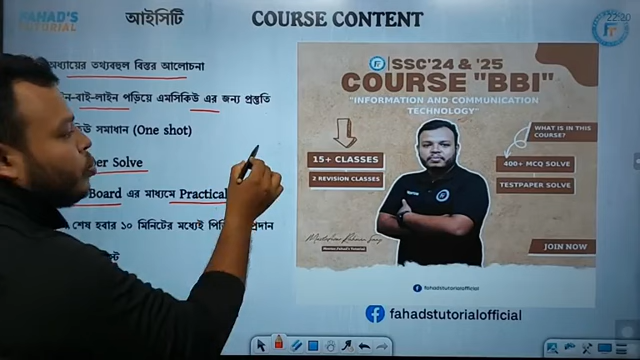 FAHAD'S
TUTORIAL
আইসিটি
COURSE CONTENT
22:20
অধ্যায়ের তথ্যবহুল বিস্তর আলোচনা
বাই-লাইন পড়িয়ে এমসিকিউ এর জন্য প্রস্তুতি
সমাধান (One shot)
Solve
Board এর মাধ্যমে Practical
শেষ হবার ১০ মিনিটের মধ্যেই
SSC'24 & '25
COURSE "BBI"
"INFORMATION AND COMMUNICATION
TECHNOLOGY"
15+ CLASSES
2 REVISION CLASSES
WHAT IS IN THIS
COURSE?
400+ MCQ SOLVE
TESTPAPER SOLVE
JOIN NOW
fahadstutorialofficial
fahadstutorialofficial